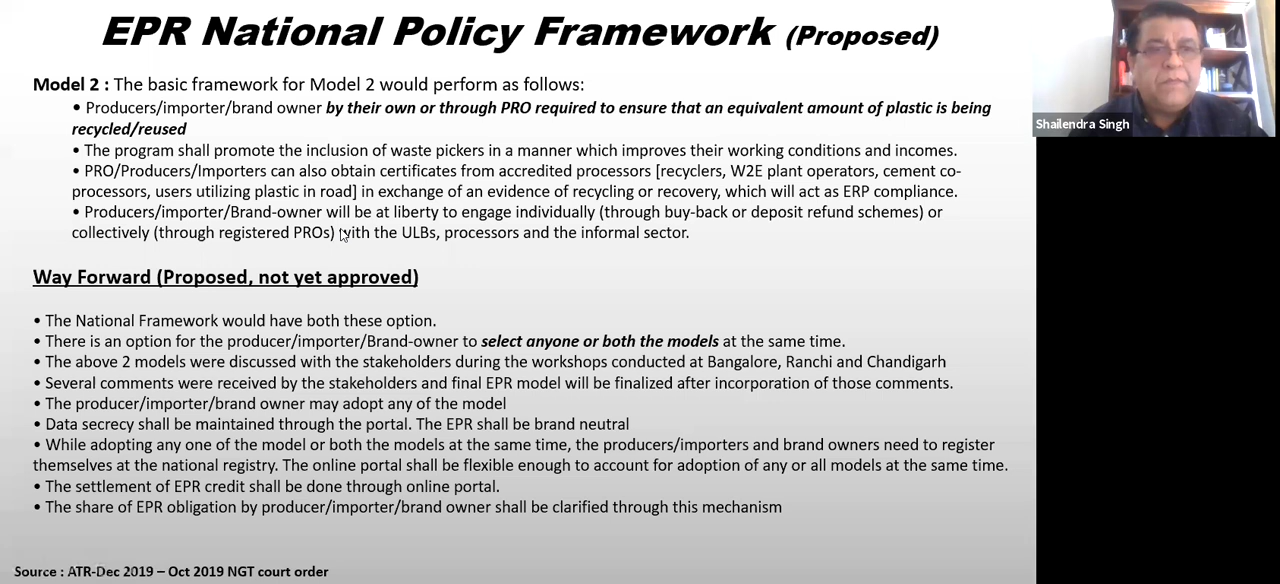 EPR National Policy Framework (Proposed)
Model 2 : The basic framework for Model 2 would perform as follows:
• Producers/importer/brand owner by their own or through PRO required to ensure that an equivalent amount of plastic is being
recycled/reused
• The program shall promote the inclusion of waste pickers in a manner which improves their working conditions and incomes.
• PRO/Producers/Importers can also obtain certificates from accredited processors [recyclers, W2E plant operators, cement co-
processors, users utilizing plastic in road] in exchange of an evidence of recycling or recovery, which will act as ERP compliance.
• Producers/importer/Brand-owner will be at liberty to engage individually (through buy-back or deposit refund schemes) or
collectively (through registered PROs) with the ULBs, processors and the informal sector.
Way Forward (Proposed, not yet approved)
• The National Framework would have both these option.
• There is an option for the producer/importer/Brand-owner to select anyone or both the models at the same time.
• The above 2 models were discussed with the stakeholders during the workshops conducted at Bangalore, Ranchi and Chandigarh
• Several comments were received by the stakeholders and final EPR model will be finalized after incorporation of those comments.
• The producer/importer/brand owner may adopt any of the model
• Data secrecy shall be maintained through the portal. The EPR shall be brand neutral
• While adopting any one of the model or both the models at the same time, the producers/importers and brand owners need to register
themselves at the national registry. The online portal shall be flexible enough to account for adoption of any or all models at the same time.
• The settlement of EPR credit shall be done through online portal.
• The share of EPR obligation by producer/importer/brand owner shall be clarified through this mechanism
Source : ATR-Dec 2019 – Oct 2019 NGT court order
Shailendra Singh